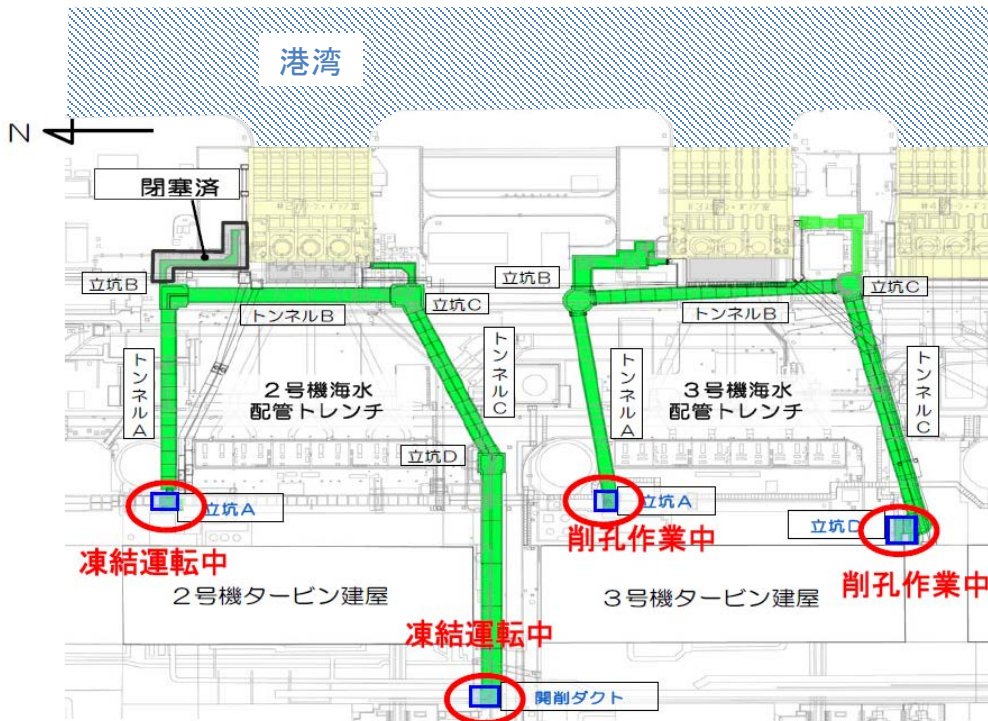 港湾
N
閉塞済
立坑B
立坑B
立坑C
立坑C
トンネルB
トンネルB
トンネルA
2号機海水
配管トレンチ
トンネルC
トンネルA
3号機海水
配管トレンチ
トンネルC
立坑D
立坑A
立坑A
立坑D
凍結運転中
削孔作業中
削孔作業中
2号機タービン建屋
3号機タービン建屋
凍結運転中
開削ダクト